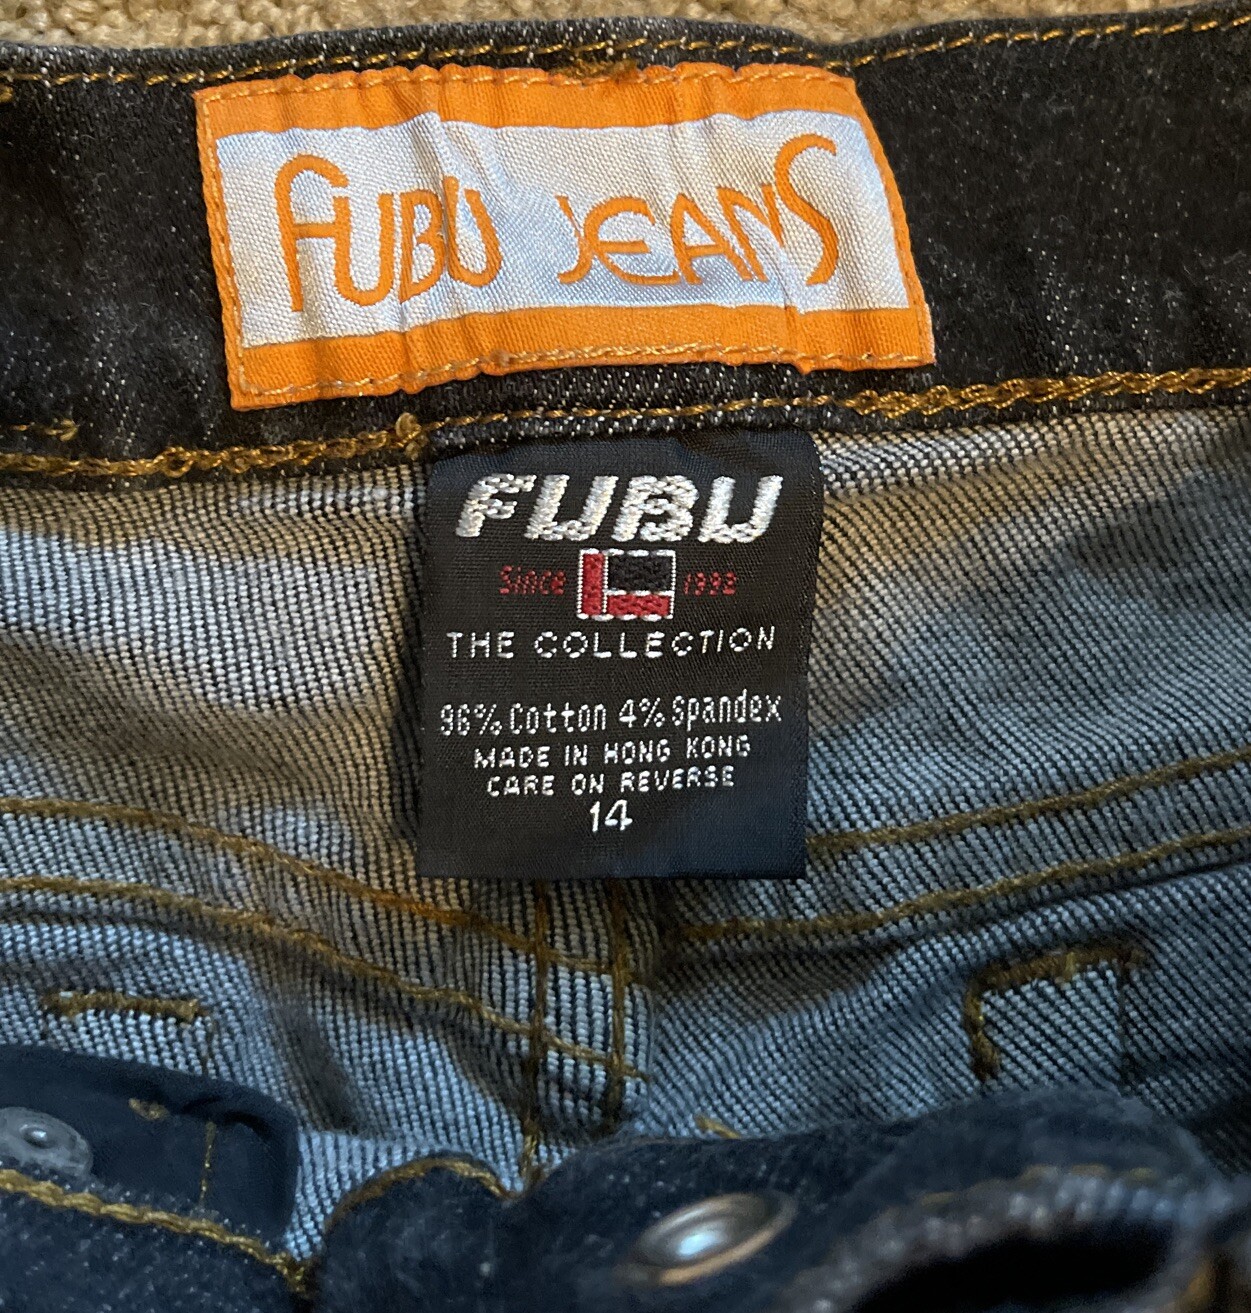 FUBU JEANS
FUBU
Since 1992
THE COLLECTION
96% Cotton 4% Spandex
MADE IN HONG KONG
CARE ON REVERSE
14